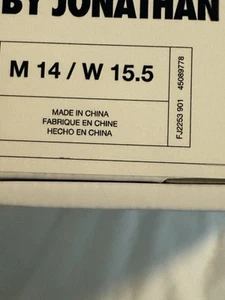 BY JONATHAN
M 14 / W 15.5
MADE IN CHINA
FABRIQUE EN CHINE
HECHO EN CHINA
FJ2253 901 45089778